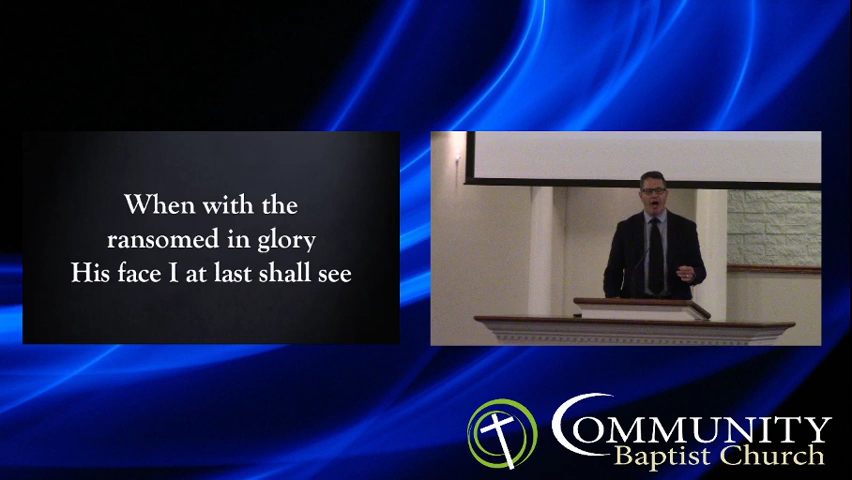 When with the
ransomed in glory
His face I at last shall see
COMMUNITY
Baptist Church